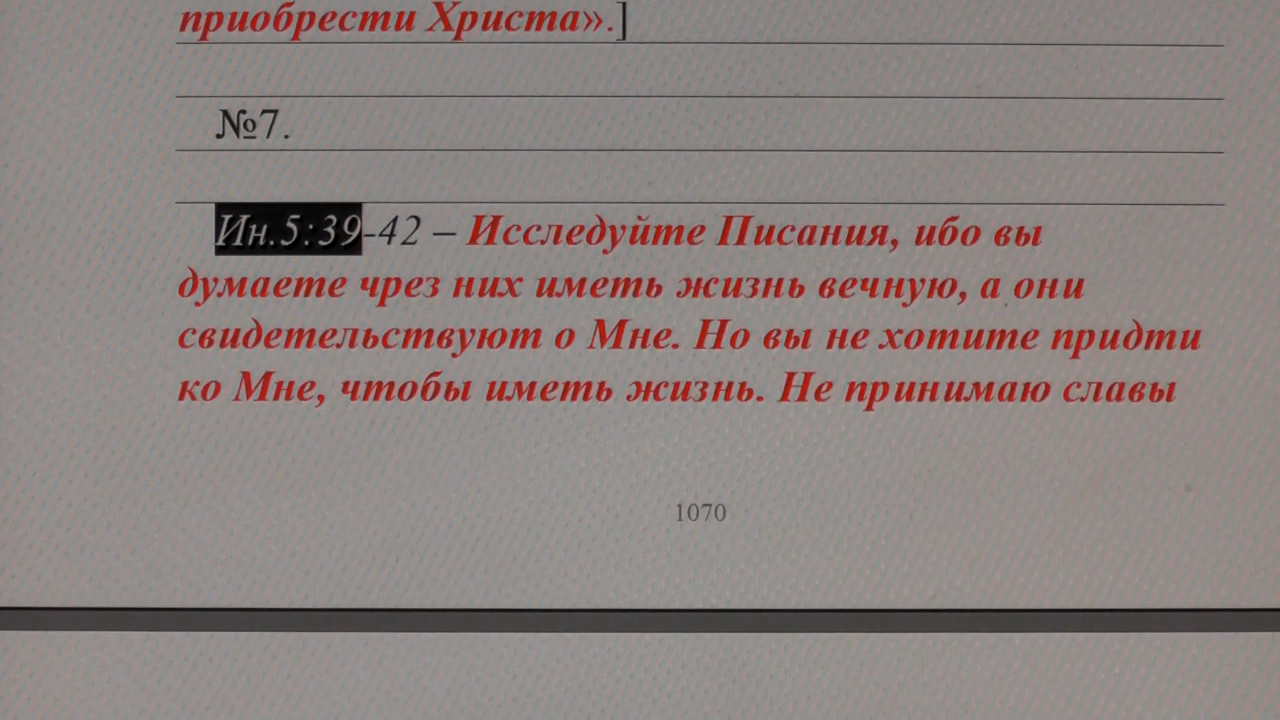 приобрести Христа».]
№7.
Ин.5:39-42 – Исследуйте Писания, ибо вы
думаете чрез них иметь жизнь вечную, а они
свидетельствуют о Мне. Но вы не хотите придти
ко Мне, чтобы иметь жизнь. Не принимаю славы
1070